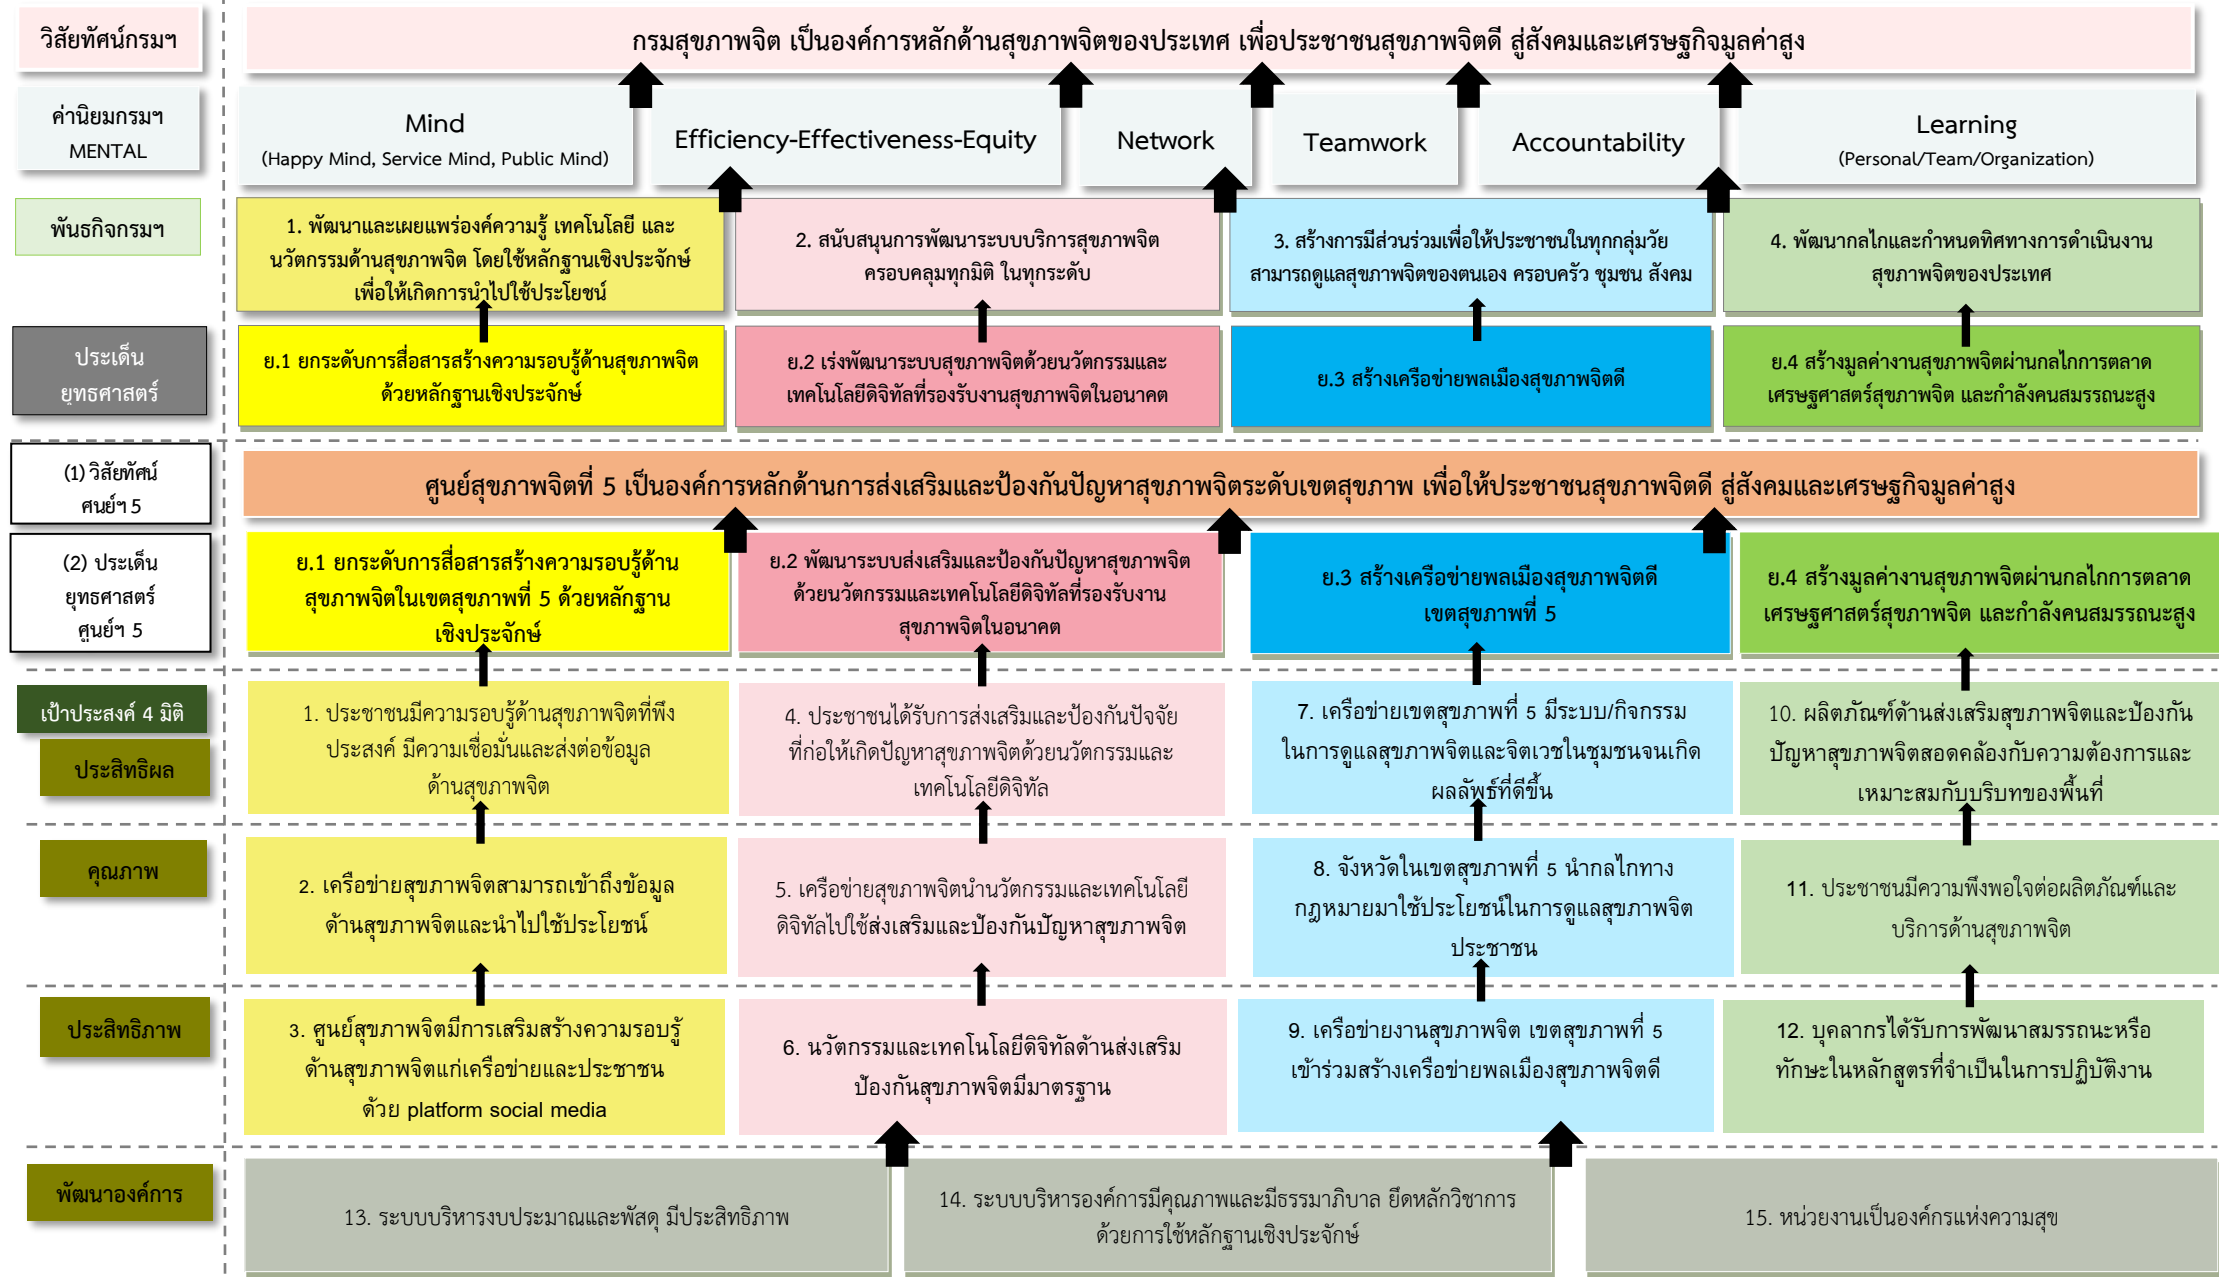 วิสัยทัศน์กรมฯ
กรมสุขภาพจิต เป็นองค์การหลักด้านสุขภาพจิตของประเทศ เพื่อประชาชนสุขภาพจิตดี สู่สังคมและเศรษฐกิจมูลค่าสูง
ค่านิยมกรมฯ
MENTAL
Mind
(Happy Mind, Service Mind, Public Mind)
Efficiency-Effectiveness-Equity
Network
Teamwork
Accountability
Learning
(Personal/Team/Organization)
พันธกิจกรมฯ
1. พัฒนาและเผยแพร่องค์ความรู้ เทคโนโลยี และ
นวัตกรรมด้านสุขภาพจิต โดยใช้หลักฐานเชิงประจักษ์
เพื่อให้เกิดการนำไปใช้ประโยชน์
2. สนับสนุนการพัฒนาระบบบริการสุขภาพจิต
ครอบคลุมทุกมิติ ในทุกระดับ
3. สร้างการมีส่วนร่วมเพื่อให้ประชาชนในทุกกลุ่มวัย
สามารถดูแลสุขภาพจิตของตนเอง ครอบครัว ชุมชน สังคม
4. พัฒนากลไกและกำหนดทิศทางการดำเนินงาน
สุขภาพจิตของประเทศ
ประเด็น
ยุทธศาสตร์
ย.1 ยกระดับการสื่อสารสร้างความรอบรู้ด้านสุขภาพจิต
ด้วยหลักฐานเชิงประจักษ์
ย.2 เร่งพัฒนาระบบสุขภาพจิตด้วยนวัตกรรมและ
เทคโนโลยีดิจิทัลที่รองรับงานสุขภาพจิตในอนาคต
ย.3 สร้างเครือข่ายพลเมืองสุขภาพจิตดี
ย.4 สร้างมูลค่างานสุขภาพจิตผ่านกลไกการตลาด
เศรษฐศาสตร์สุขภาพจิต และกำลังคนสมรรถนะสูง
(1) วิสัยทัศน์
ศูนย์ฯ 5
ศูนย์สุขภาพจิตที่ 5 เป็นองค์การหลักด้านการส่งเสริมและป้องกันปัญหาสุขภาพจิตระดับเขตสุขภาพ เพื่อให้ประชาชนสุขภาพจิตดี สู่สังคมและเศรษฐกิจมูลค่าสูง
(2) ประเด็น
ยุทธศาสตร์
ศูนย์ฯ 5
ย.1 ยกระดับการสื่อสารสร้างความรอบรู้ด้าน
สุขภาพจิตในเขตสุขภาพที่ 5 ด้วยหลักฐาน
เชิงประจักษ์
ย.2 พัฒนาระบบส่งเสริมและป้องกันปัญหาสุขภาพจิต
ด้วยนวัตกรรมและเทคโนโลยีดิจิทัลที่รองรับงาน
สุขภาพจิตในอนาคต
ย.3 สร้างเครือข่ายพลเมืองสุขภาพจิตดี
เขตสุขภาพที่ 5
ย.4 สร้างมูลค่างานสุขภาพจิตผ่านกลไกการตลาด
เศรษฐศาสตร์สุขภาพจิต และกำลังคนสมรรถนะสูง
เป้าประสงค์ 4 มิติ
ประสิทธิผล
1. ประชาชนมีความรอบรู้ด้านสุขภาพจิตที่พึง
ประสงค์ มีความเชื่อมั่นและส่งต่อข้อมูล
ด้านสุขภาพจิต
4. ประชาชนได้รับการส่งเสริมและป้องกันปัจจัย
ที่ก่อให้เกิดปัญหาสุขภาพจิตด้วยนวัตกรรมและ
เทคโนโลยีดิจิทัล
7. เครือข่ายเขตสุขภาพที่ 5 มีระบบ/กิจกรรม
ในการดูแลสุขภาพจิตและจิตเวชในชุมชนจนเกิด
ผลลัพธ์ที่ดีขึ้น
10. ผลิตภัณฑ์ด้านส่งเสริมสุขภาพจิตและป้องกัน
ปัญหาสุขภาพจิตสอดคล้องกับความต้องการและ
เหมาะสมกับบริบทของพื้นที่
คุณภาพ
2. เครือข่ายสุขภาพจิตสามารถเข้าถึงข้อมูล
ด้านสุขภาพจิตและนำไปใช้ประโยชน์
5. เครือข่ายสุขภาพจิตนำนวัตกรรมและเทคโนโลยี
ดิจิทัลไปใช้ส่งเสริมและป้องกันปัญหาสุขภาพจิต
8. จังหวัดในเขตสุขภาพที่ 5 นำกลไกทาง
กฎหมายมาใช้ประโยชน์ในการดูแลสุขภาพจิต
ประชาชน
11. ประชาชนมีความพึงพอใจต่อผลิตภัณฑ์และ
บริการด้านสุขภาพจิต
ประสิทธิภาพ
3. ศูนย์สุขภาพจิตมีการเสริมสร้างความรอบรู้
ด้านสุขภาพจิตแก่เครือข่ายและประชาชน
ด้วย platform social media
6. นวัตกรรมและเทคโนโลยีดิจิทัลด้านส่งเสริม
ป้องกันสุขภาพจิตมีมาตรฐาน
9. เครือข่ายงานสุขภาพจิต เขตสุขภาพที่ 5
เข้าร่วมสร้างเครือข่ายพลเมืองสุขภาพจิตดี
12. บุคลากรได้รับการพัฒนาสมรรถนะหรือ
ทักษะในหลักสูตรที่จำเป็นในการปฏิบัติงาน
พัฒนาองค์การ
13. ระบบบริหารงบประมาณและพัสดุ มีประสิทธิภาพ
14. ระบบบริหารองค์การมีคุณภาพและมีธรรมาภิบาล ยึดหลักวิชาการ
ด้วยการใช้หลักฐานเชิงประจักษ์
15. หน่วยงานเป็นองค์กรแห่งความสุข